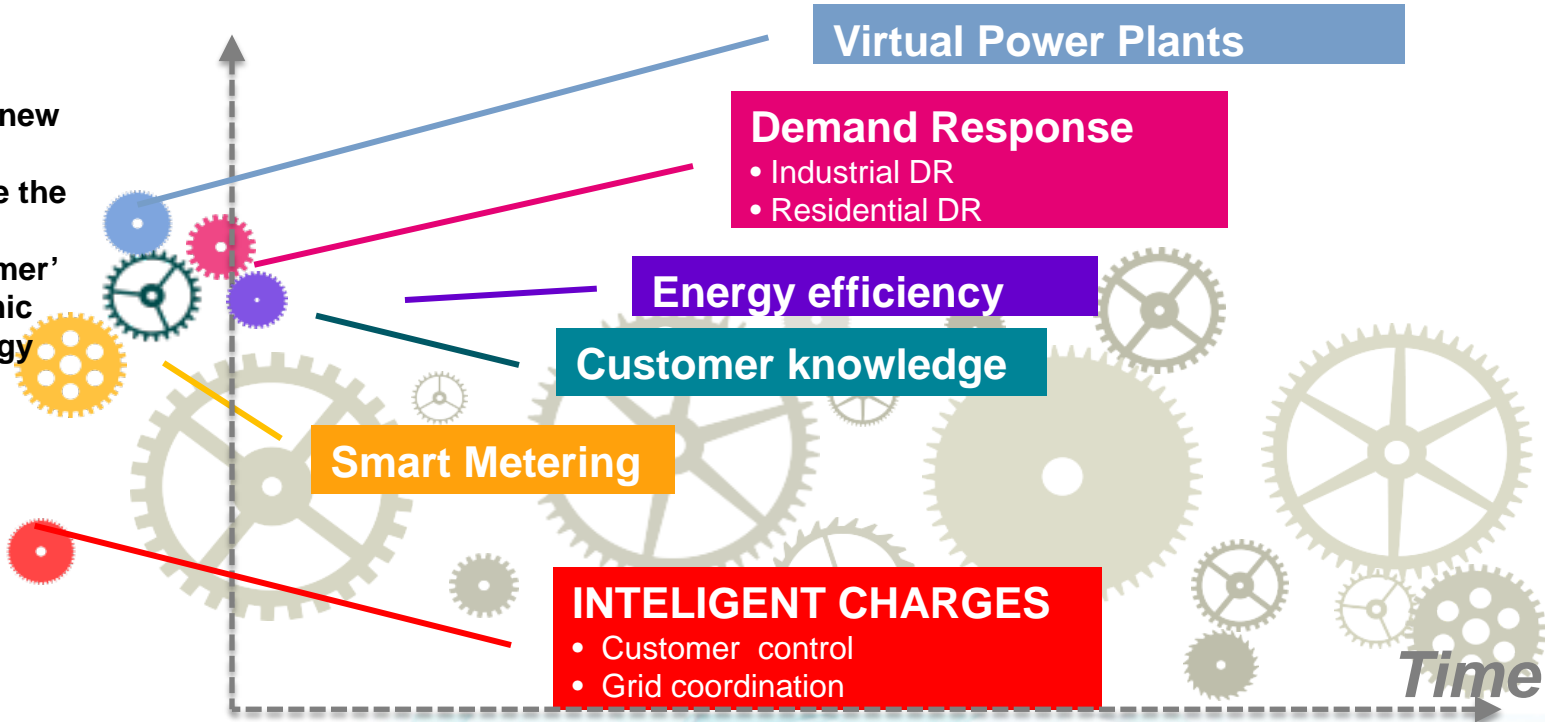 new
e the
mer’
nic
gy
Virtual Power Plants
Demand Response
• Industrial DR
• Residential DR
Energy efficiency
Customer knowledge
Smart Metering
INTELIGENT CHARGES
• Customer control
• Grid coordination
Time